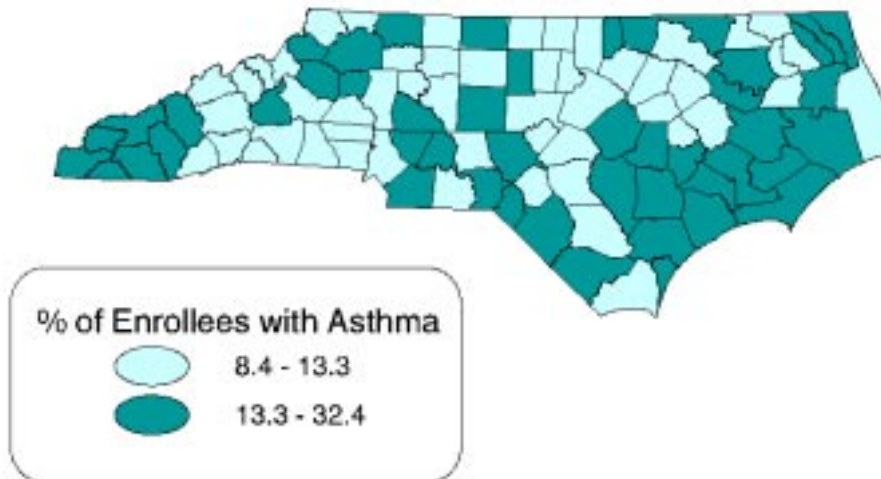 % of Enrollees with Asthma
8.4 - 13.3
13.3 - 32.4